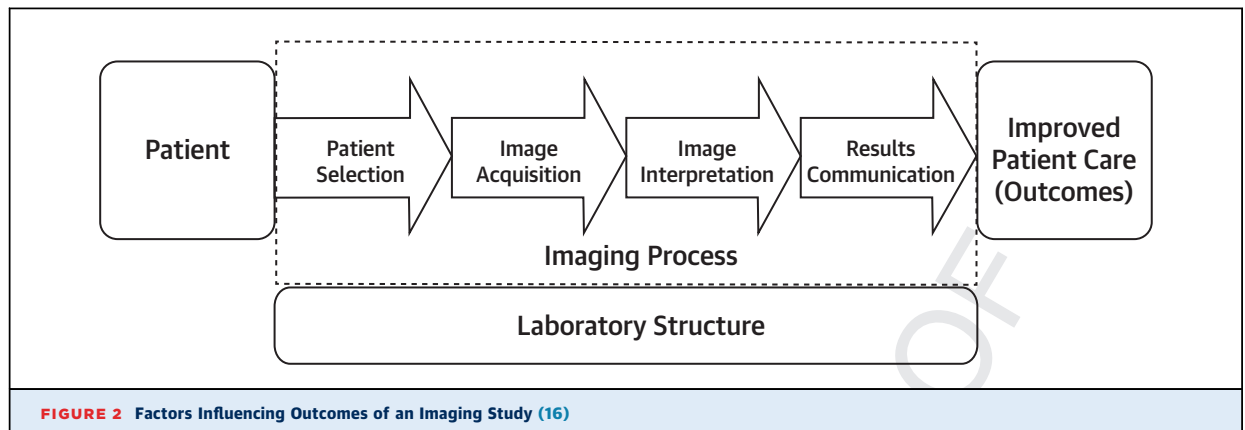 Patient
Patient
Selection
Image
Acquisition
Image
Interpretation
Results
Communication
Improved
Patient Care
(Outcomes)
Imaging Process
Laboratory Structure
OF
FIGURE 2 Factors Influencing Outcomes of an Imaging Study (16)